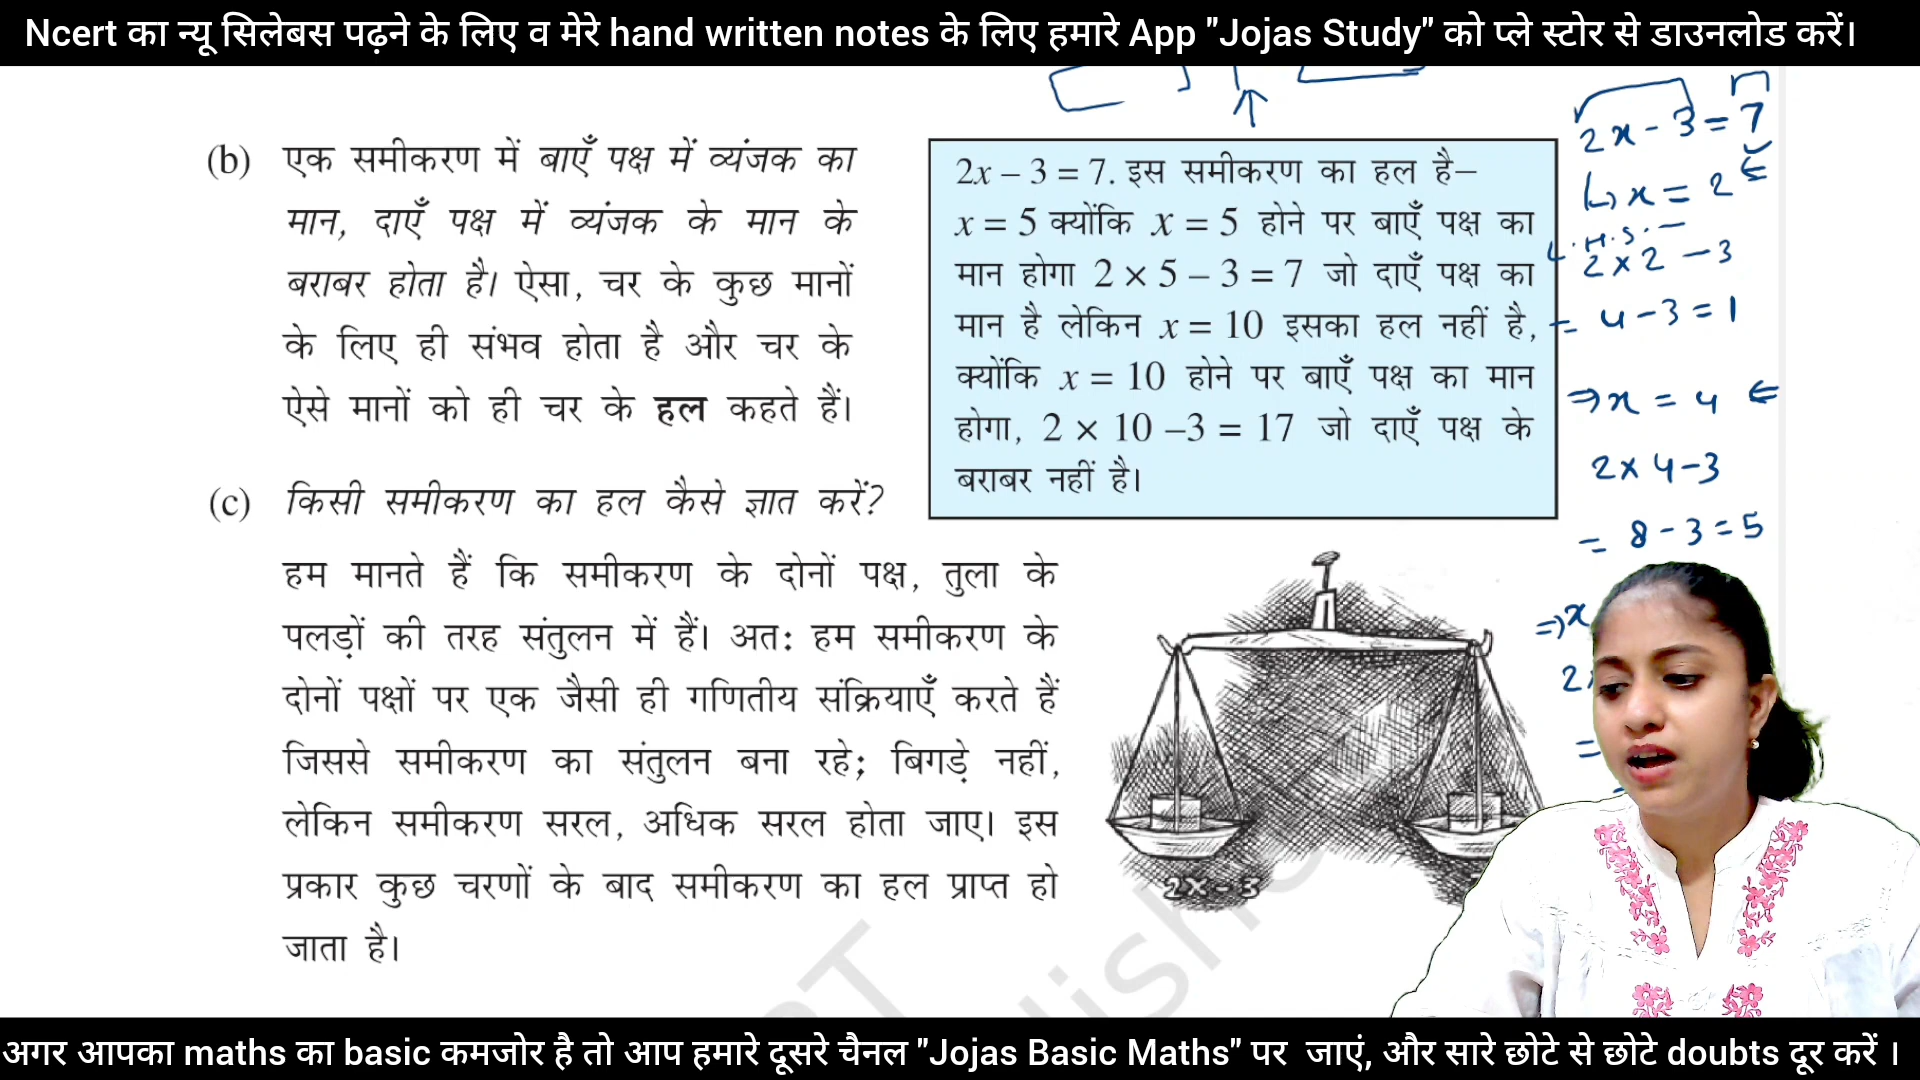 Ncert का न्यू सिलेबस पढ़ने के लिए व मेरे hand written notes के लिए हमारे App "Jojas Study" को प्ले स्टोर से डाउनलोड करें।
(b) एक समीकरण में बाएँ पक्ष में व्यंजक का
मान, दाएँ पक्ष में व्यंजक के मान के
बराबर होता है। ऐसा, चर के कुछ मानों
के लिए ही संभव होता है और चर के
ऐसे मानों को ही चर के हल कहते हैं।
2x – 3 = 7. इस समीकरण का हल है–
x = 5 क्योंकि x = 5 होने पर बाएँ पक्ष का
मान होगा 2 × 5 – 3 = 7 जो दाएँ पक्ष का
मान है लेकिन x = 10 इसका हल नहीं है,
क्योंकि x = 10 होने पर बाएँ पक्ष का मान
होगा, 2 × 10 –3 = 17 जो दाएँ पक्ष के
बराबर नहीं है।
2x - 3 = 7
↳ x = 2 ⇐
L.H.S. -
2 x 2 - 3
= 4 - 3 = 1
⇒ x = 4 ⇐
2 x 4 - 3
= 8 - 3 = 5
⇒ x
2
=
(c) किसी समीकरण का हल कैसे ज्ञात करें?
हम मानते हैं कि समीकरण के दोनों पक्ष, तुला के
पलड़ों की तरह संतुलन में हैं। अतः हम समीकरण के
दोनों पक्षों पर एक जैसी ही गणितीय संक्रियाएँ करते हैं
जिससे समीकरण का संतुलन बना रहे; बिगड़े नहीं,
लेकिन समीकरण सरल, अधिक सरल होता जाए। इस
प्रकार कुछ चरणों के बाद समीकरण का हल प्राप्त हो
जाता है।
2x - 3
अगर आपका maths का basic कमजोर है तो आप हमारे दूसरे चैनल "Jojas Basic Maths" पर जाएं, और सारे छोटे से छोटे doubts दूर करें ।